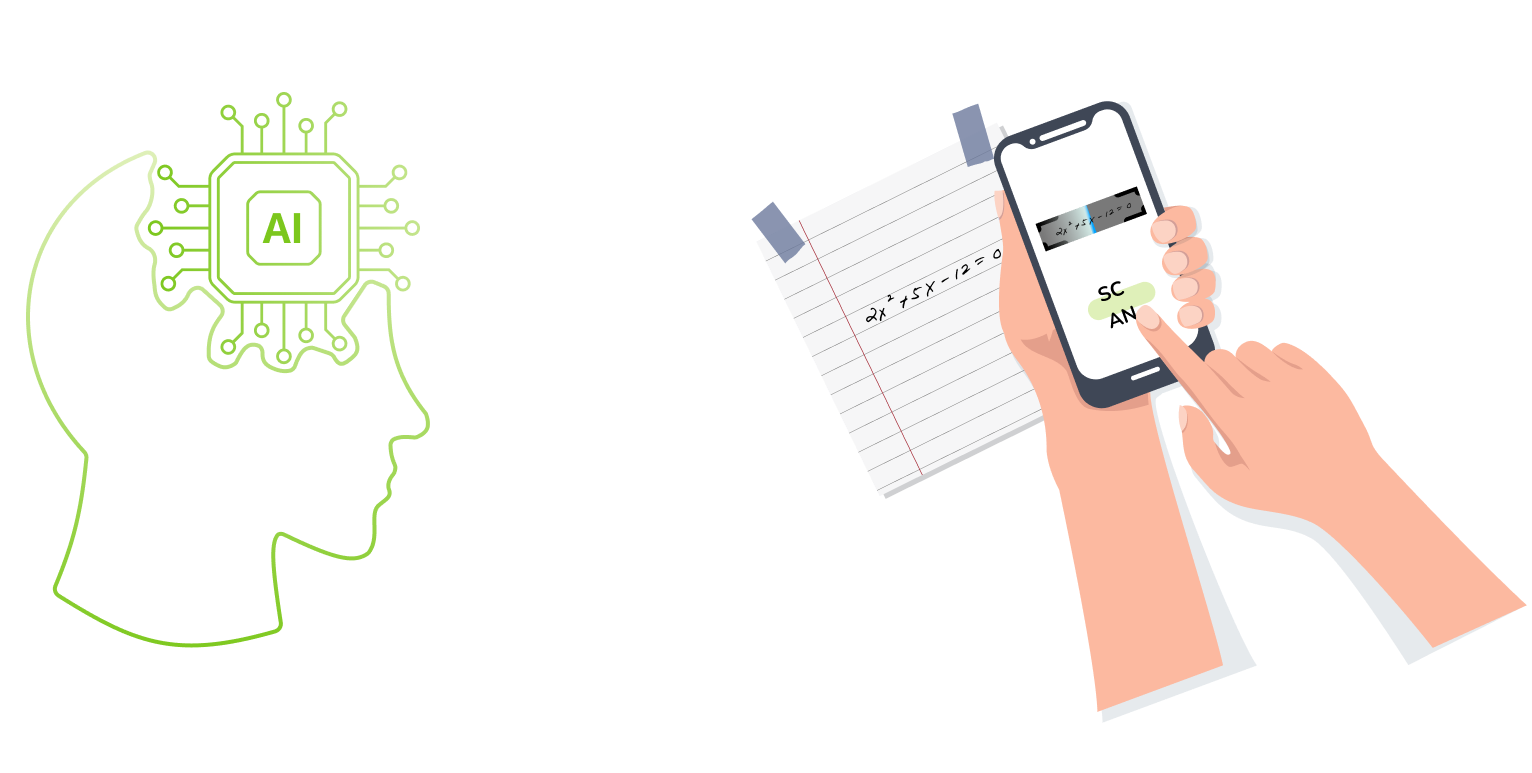 AI
2x² + 5x - 12 = 0
2x² + 5x - 12 = 0
SC
AN